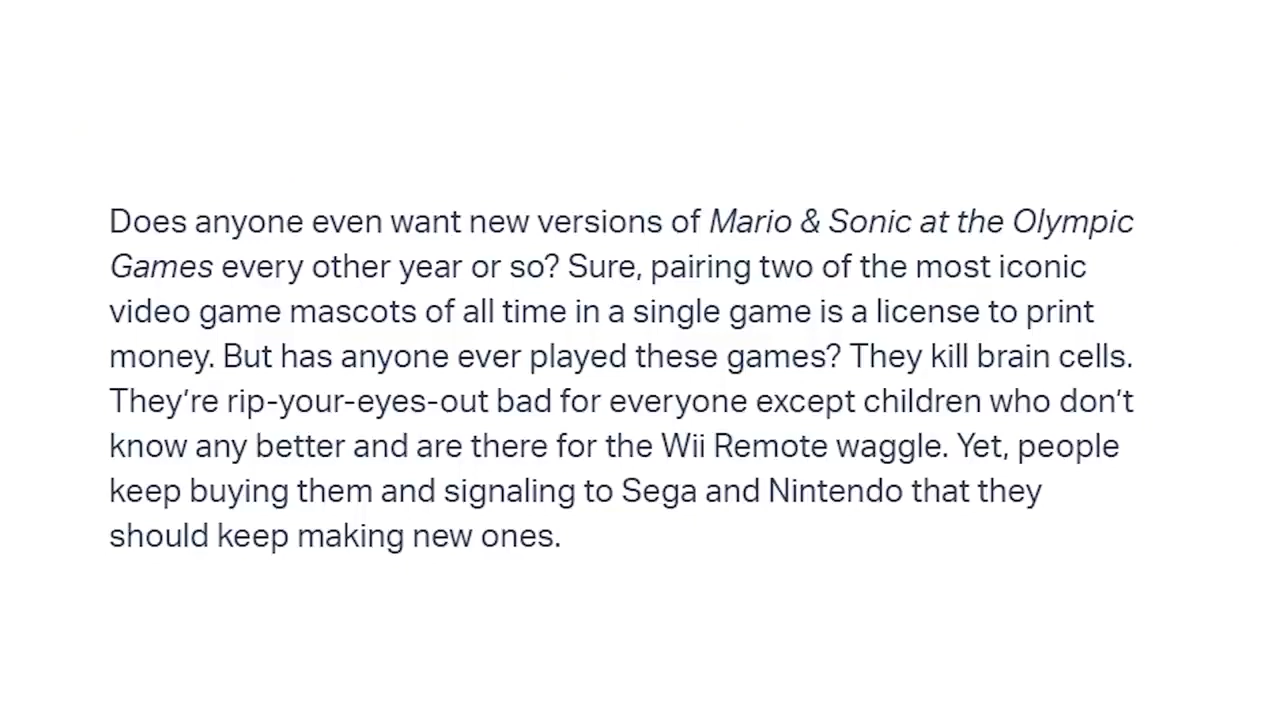 Does anyone even want new versions of Mario & Sonic at the Olympic
Games every other year or so? Sure, pairing two of the most iconic
video game mascots of all time in a single game is a license to print
money. But has anyone ever played these games? They kill brain cells.
They’re rip-your-eyes-out bad for everyone except children who don’t
know any better and are there for the Wii Remote waggle. Yet, people
keep buying them and signaling to Sega and Nintendo that they
should keep making new ones.